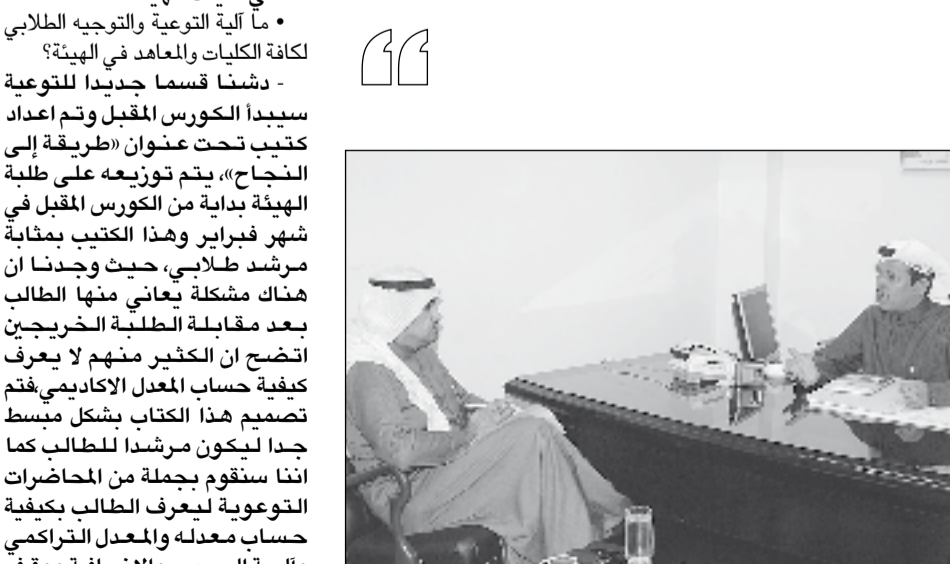 • ما آلية التوعية والتوجيه الطلابي
لكافة الكليات والمعاهد في الهيئة؟
- دشنا قسما جديدا للتوعية
سيبدأ الكورس المقبل وتم اعداد
كتيب تحت عنوان «طريقة إلى
النجاح»، يتم توزيعه على طلبة
الهيئة بداية من الكورس المقبل في
شهر فبراير وهذا الكتيب بمثابة
مرشد طلابي، حيث وجدنا ان
هناك مشكلة يعاني منها الطالب
بعد مقابلة الطلبة الخريجين
اتضح ان الكثير منهم لا يعرف
كيفية حساب المعدل الاكاديمي،فتم
تصميم هذا الكتاب بشكل مبسط
جدا ليكون مرشدا للطالب كما
اننا سنقوم بجملة من المحاضرات
التوعوية ليعرف الطالب بكيفية
حساب معدله والمعدل التراكمي